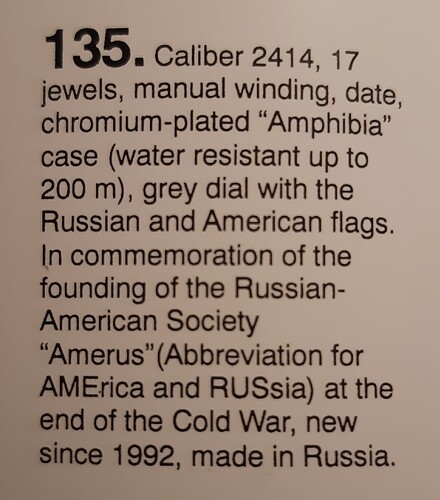 135. Caliber 2414, 17
jewels, manual winding, date,
chromium-plated “Amphibia”
case (water resistant up to
200 m), grey dial with the
Russian and American flags.
In commemoration of the
founding of the Russian-
American Society
“Amerus”(Abbreviation for
AMErica and RUSsia) at the
end of the Cold War, new
since 1992, made in Russia.